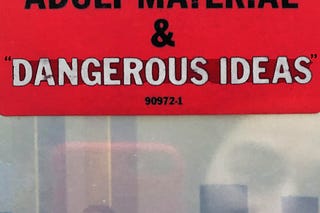 ADULT MATERIAL
&
"DANGEROUS IDEAS"
90972-1